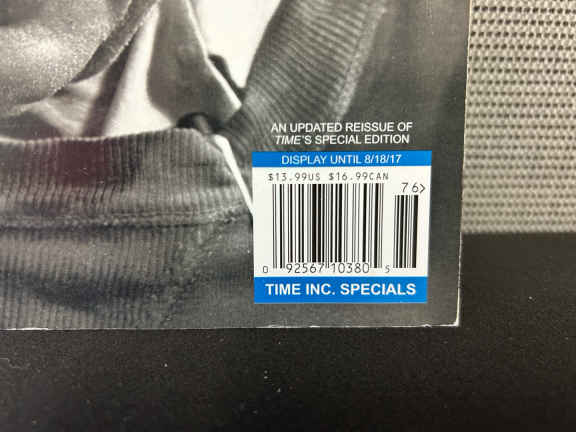 AN UPDATED REISSUE OF
TIME'S SPECIAL EDITION
DISPLAY UNTIL 8/18/17
$13.99US $16.99CAN
76>
0 92567 10380 5
TIME INC. SPECIALS